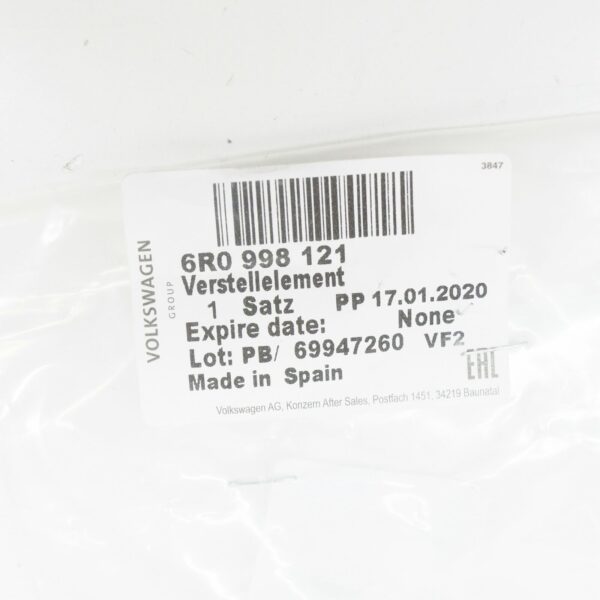 3847
VOLKSWAGEN
GROUP
6R0 998 121
Verstellelement
1 Satz PP 17.01.2020
Expire date: None
Lot: PB/ 69947260 VF2
Made in Spain
EAC
Volkswagen AG, Konzern After Sales, Postfach 1451, 34219 Baunatal